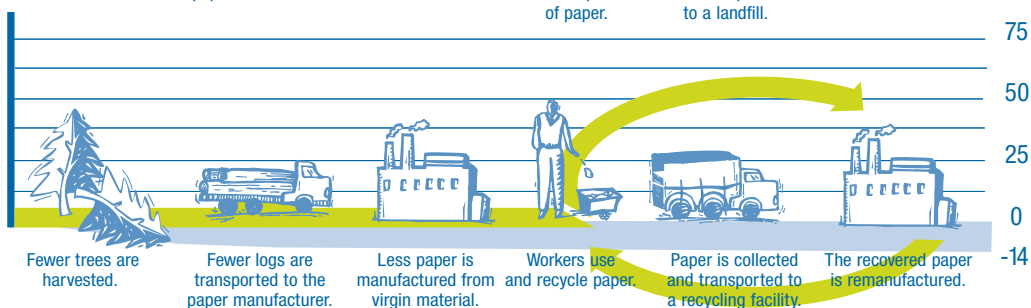 of paper.
to a landfill.
75
50
25
0
-14
Fewer trees are
harvested.
Fewer logs are
transported to the
paper manufacturer.
Less paper is
manufactured from
virgin material.
Workers use
and recycle paper.
Paper is collected
and transported to
a recycling facility.
The recovered paper
is remanufactured.